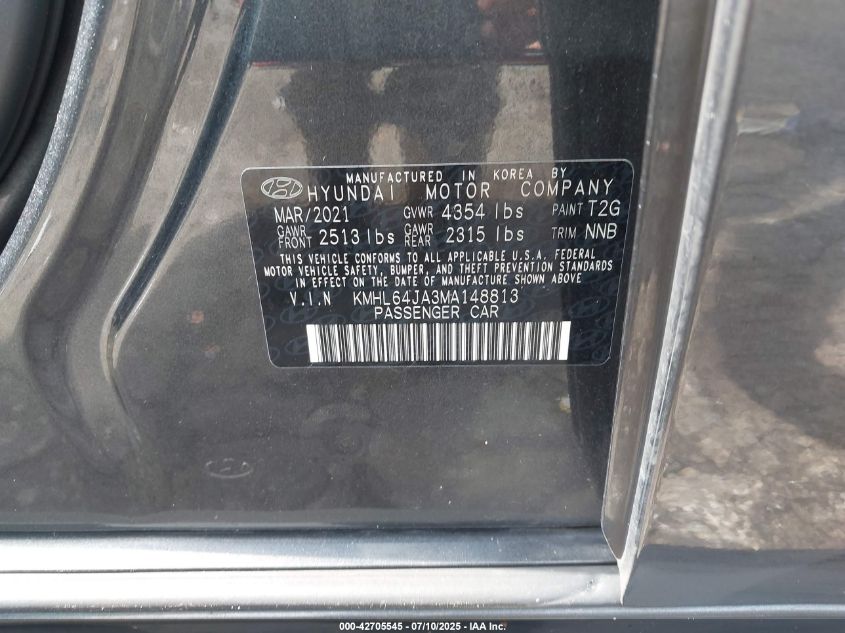 MANUFACTURED IN KOREA BY
HYUNDAI MOTOR COMPANY
MAR/2021 GVWR 4354 lbs PAINT T2G
GAWR FRONT 2513 lbs GAWR REAR 2315 lbs TRIM NNB
THIS VEHICLE CONFORMS TO ALL APPLICABLE U.S.A. FEDERAL
MOTOR VEHICLE SAFETY, BUMPER, AND THEFT PREVENTION STANDARDS
IN EFFECT ON THE DATE OF MANUFACTURE SHOWN ABOVE
V.I.N KMHL64JA3MA148813
PASSENGER CAR
000-42705545 - 07/10/2025 - IAA Inc.